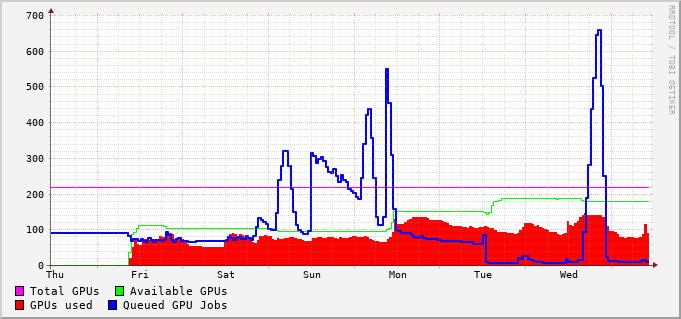 700
600
500
400
300
200
100
0
Thu Fri Sat Sun Mon Tue Wed
Total GPUs Available GPUs
GPUs used Queued GPU Jobs
RRDTOOL / TOBI OETIKER